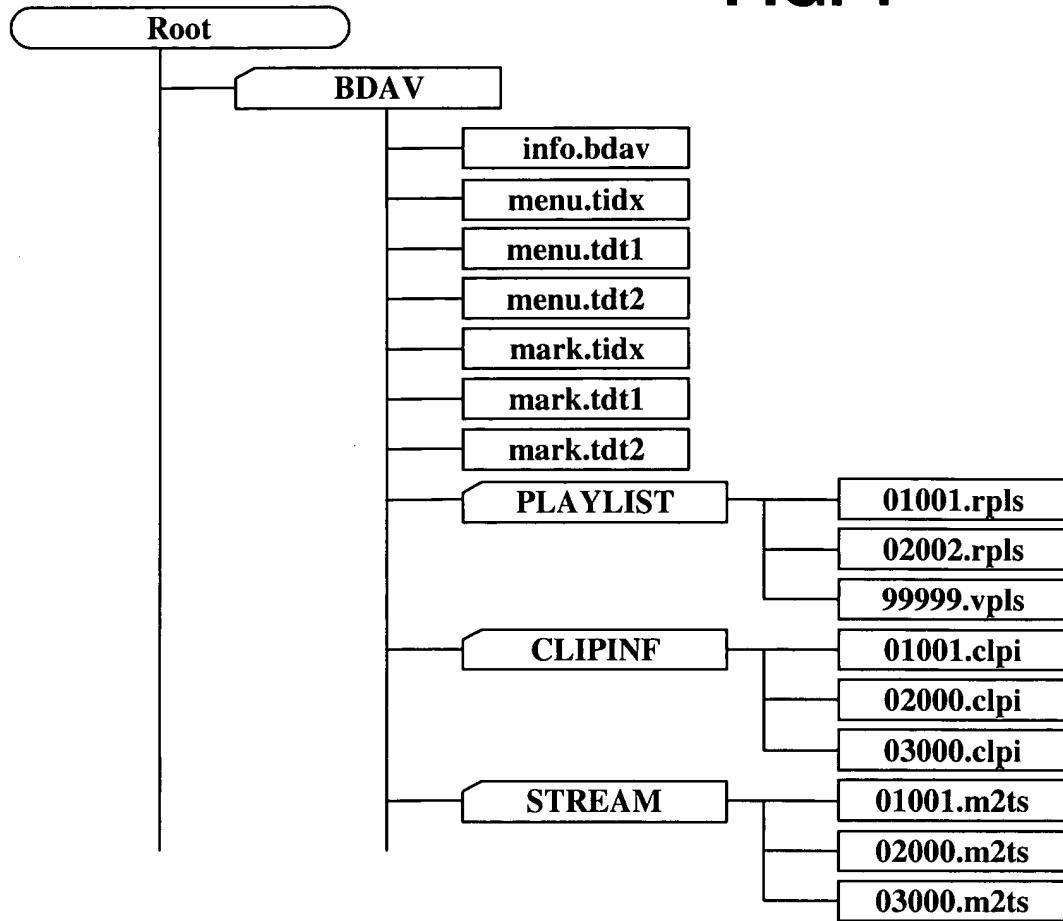 Root
BDAV
info.bdav
menu.tidx
menu.tdt1
menu.tdt2
mark.tidx
mark.tdt1
mark.tdt2
PLAYLIST
01001.rpls
02002.rpls
99999.vpls
CLIPINF
01001.clpi
02000.clpi
03000.clpi
STREAM
01001.m2ts
02000.m2ts
03000.m2ts